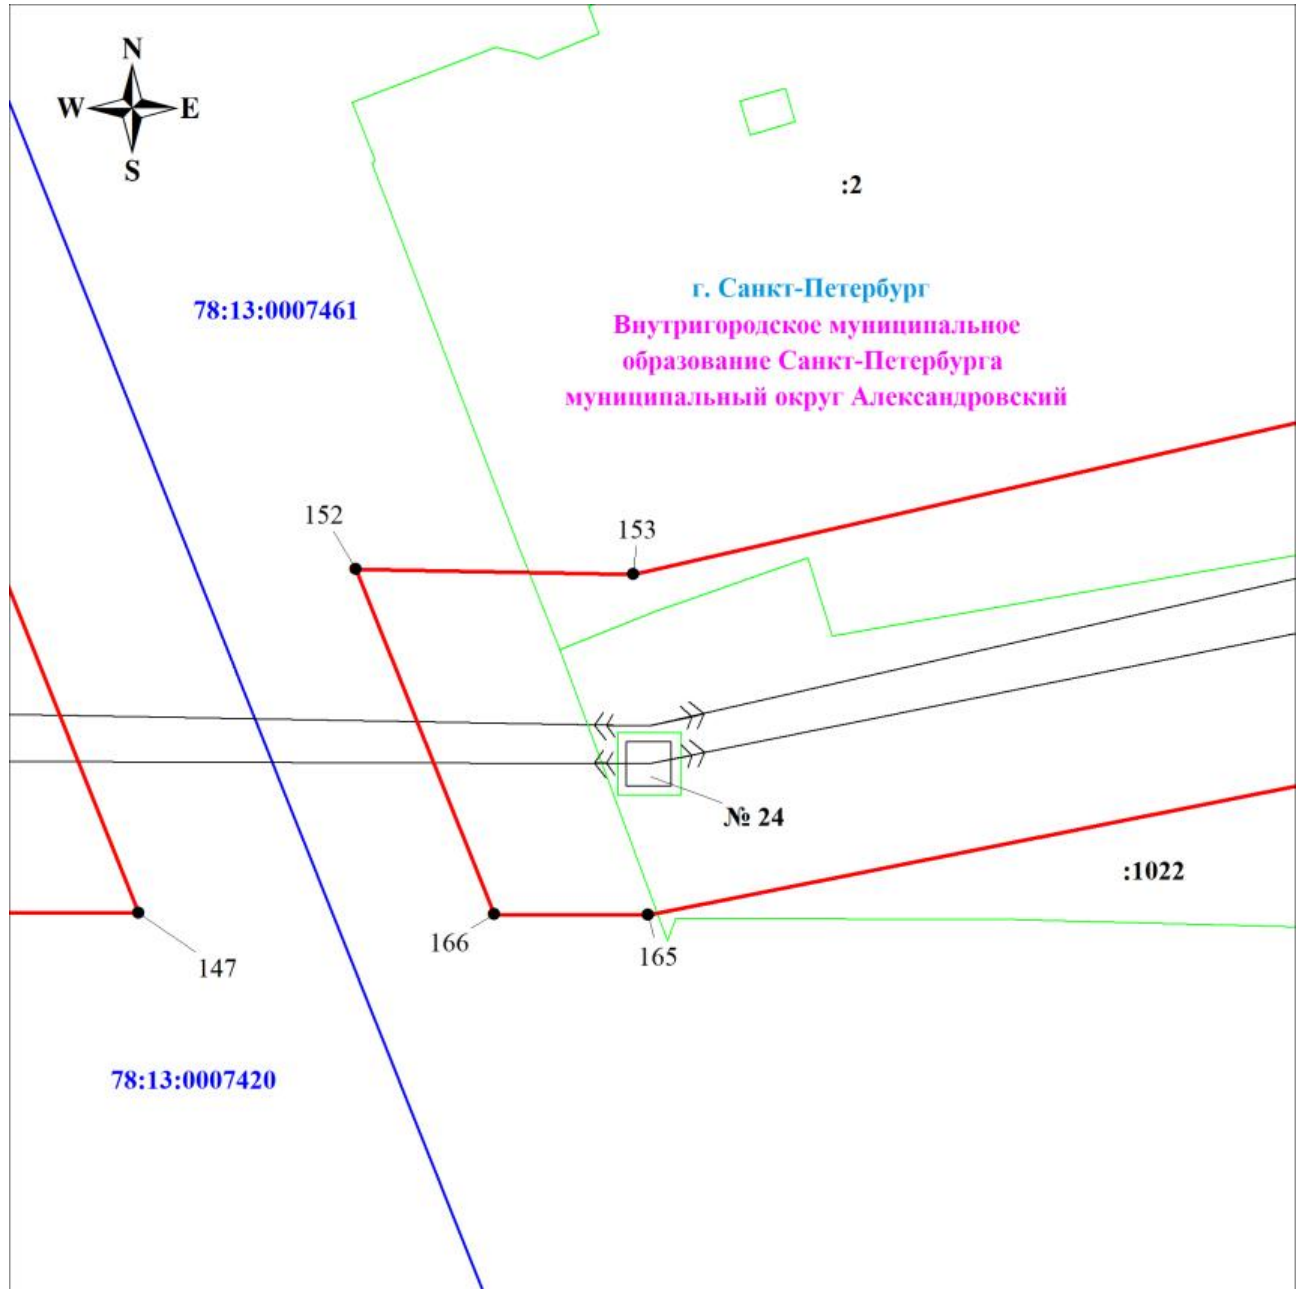 N
W E
S
:2
г. Санкт-Петербург
78:13:0007461
Внутригородское муниципальное
образование Санкт-Петербурга
муниципальный округ Александровский
152
153
№ 24
:1022
166
165
147
78:13:0007420